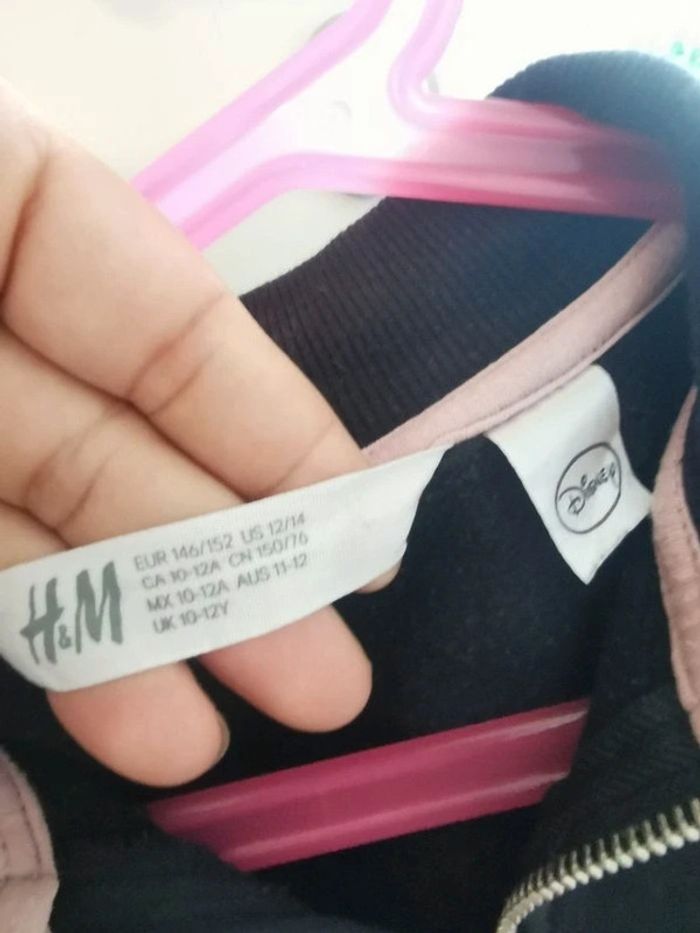 H&M
EUR 146/152 US 12/14
CA 10-12A CN 150/76
MX 10-12A AUS 11-12
UK 10-12Y
DISNEY